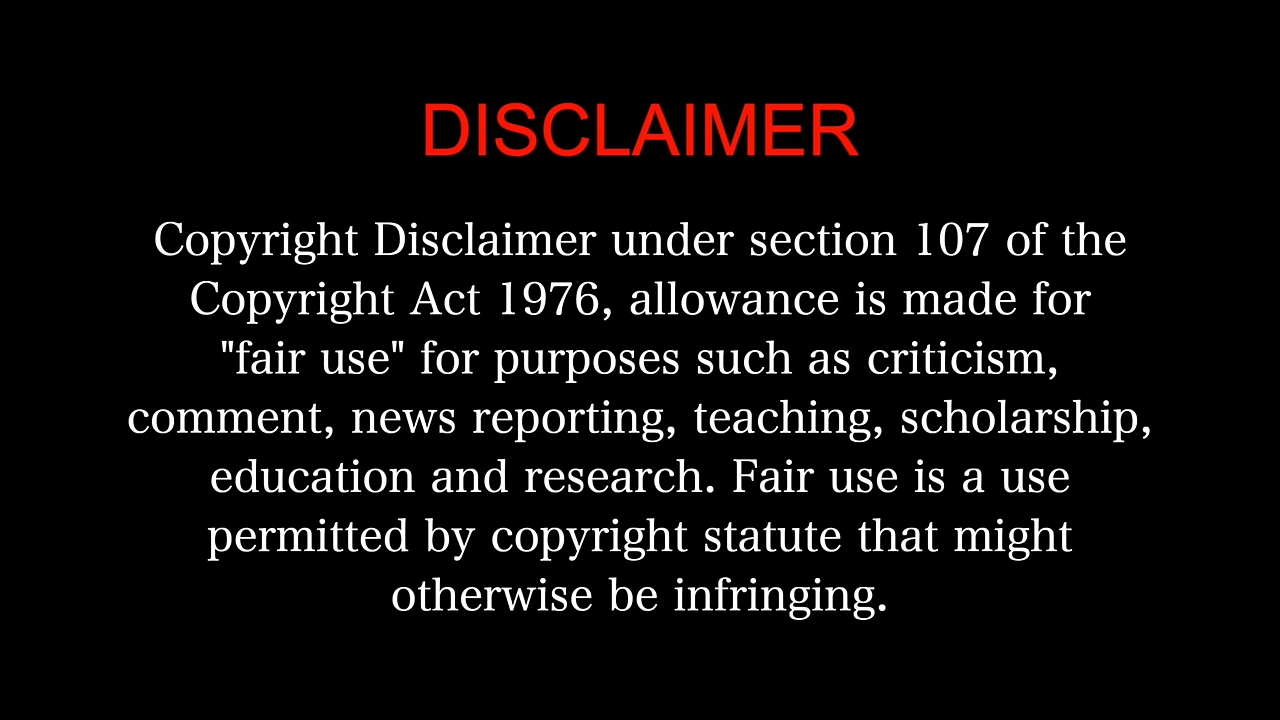 DISCLAIMER
Copyright Disclaimer under section 107 of the
Copyright Act 1976, allowance is made for
"fair use" for purposes such as criticism,
comment, news reporting, teaching, scholarship,
education and research. Fair use is a use
permitted by copyright statute that might
otherwise be infringing.